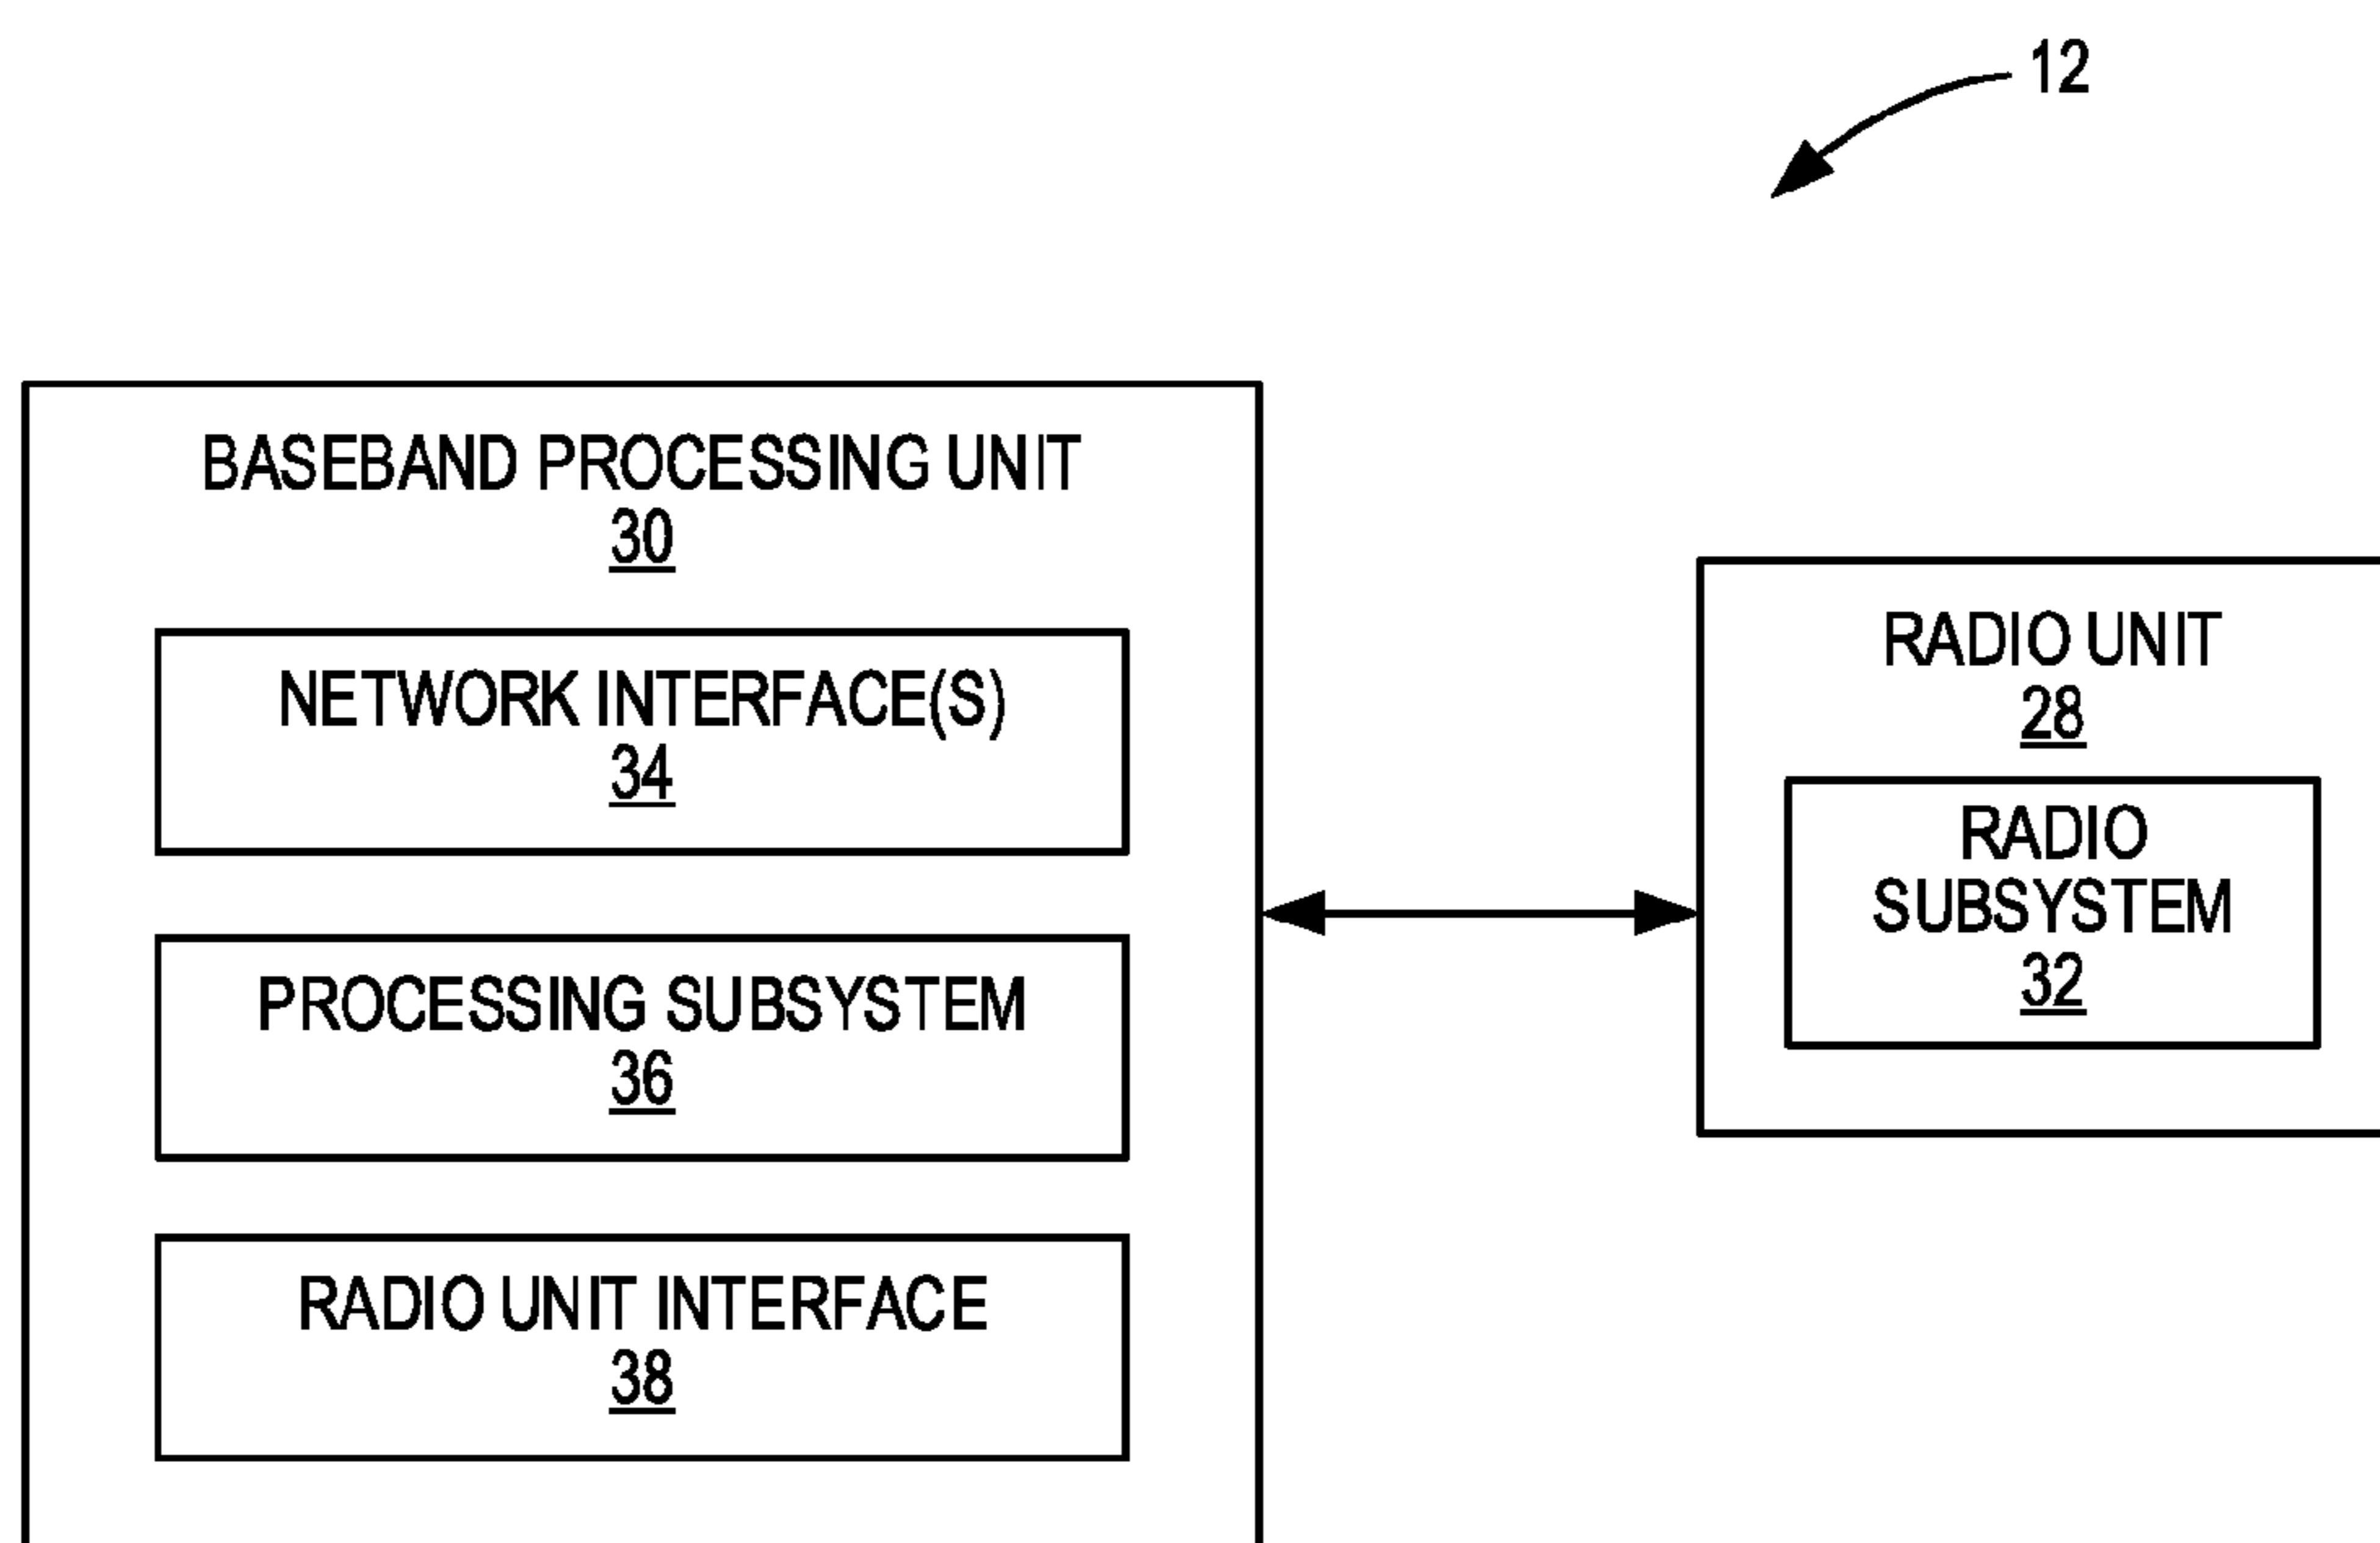 12
BASEBAND PROCESSING UNIT
30
NETWORK INTERFACE(S)
34
PROCESSING SUBSYSTEM
36
RADIO UNIT INTERFACE
38
RADIO UNIT
28
RADIO
SUBSYSTEM
32